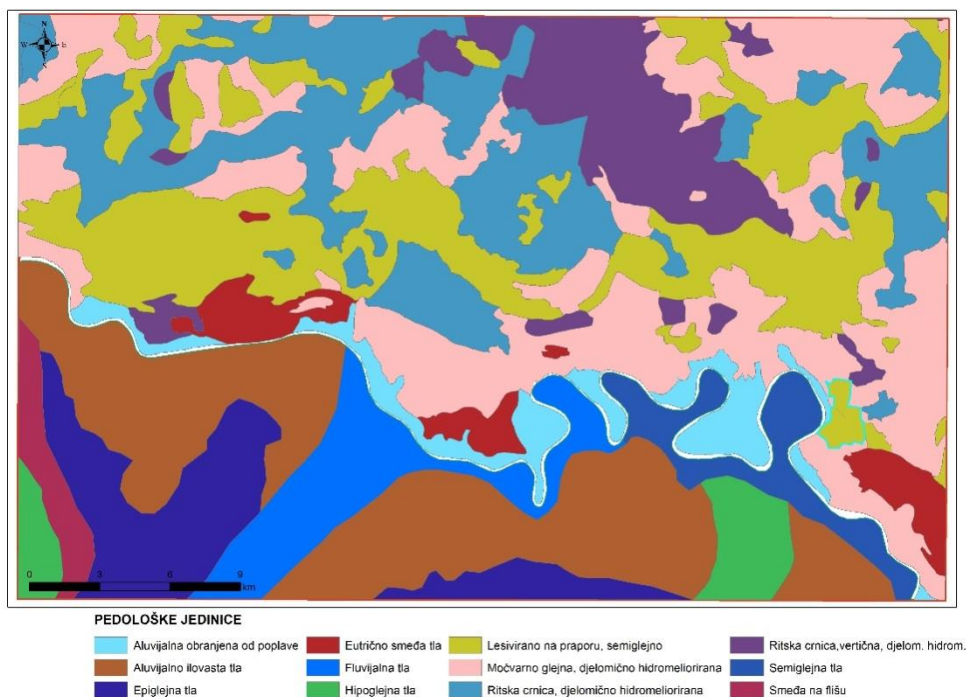 N
W E
S
0 3 6 9
km
PEDOLOŠKE JEDINICE
Aluvijalna obranjena od poplave
Aluvijalno ilovasta tla
Epiglejna tla
Eutrično smeđa tla
Fluvijalna tla
Hipoglejna tla
Lesivirano na praporu, semiglejno
Močvarno glejna, djelomično hidromeliorirana
Ritska crnica, djelomično hidromeliorirana
Ritska crnica,vertična, djelom. hidrom.
Semiglejna tla
Smeđa na flišu